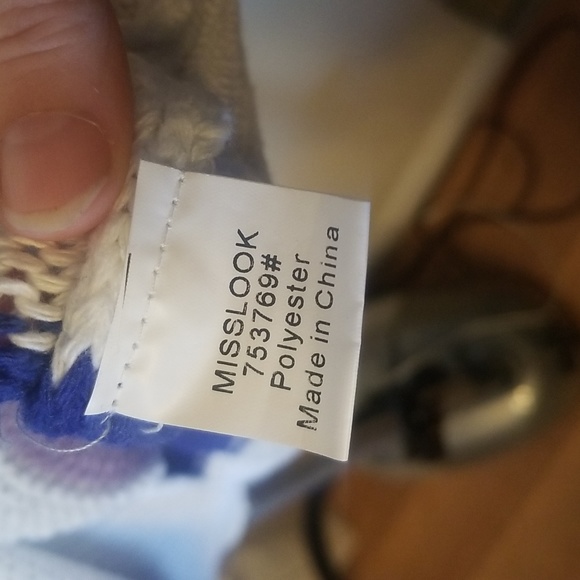 MISSLOOK
753769#
Polyester
Made in China